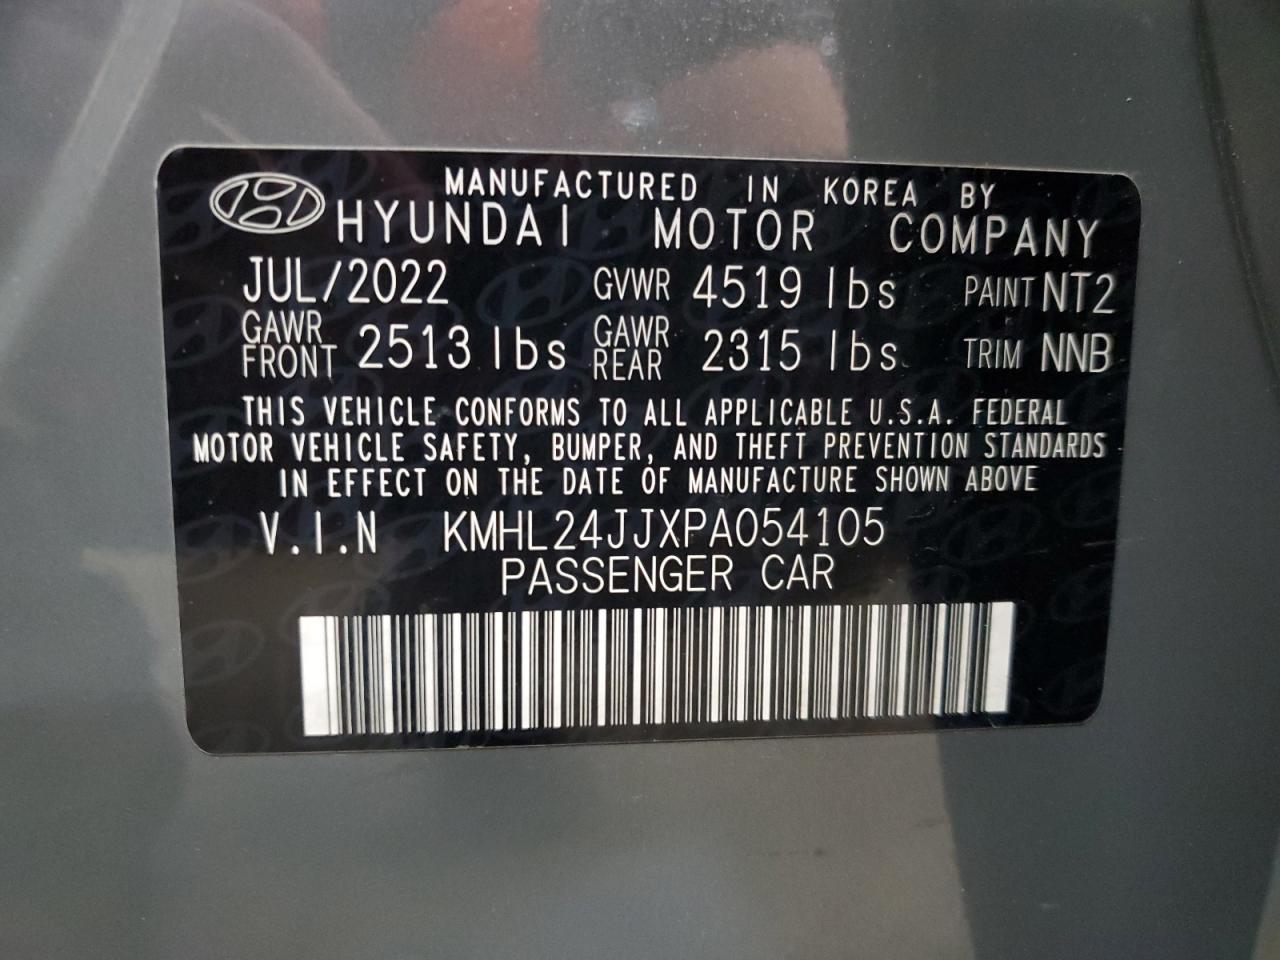 MANUFACTURED IN KOREA BY
HYUNDAI MOTOR COMPANY
JUL/2022 GVWR 4519 lbs PAINT NT2
GAWR FRONT 2513 lbs GAWR REAR 2315 lbs TRIM NNB
THIS VEHICLE CONFORMS TO ALL APPLICABLE U.S.A. FEDERAL
MOTOR VEHICLE SAFETY, BUMPER, AND THEFT PREVENTION STANDARDS
IN EFFECT ON THE DATE OF MANUFACTURE SHOWN ABOVE
V.I.N KMHL24JJXPA054105
PASSENGER CAR